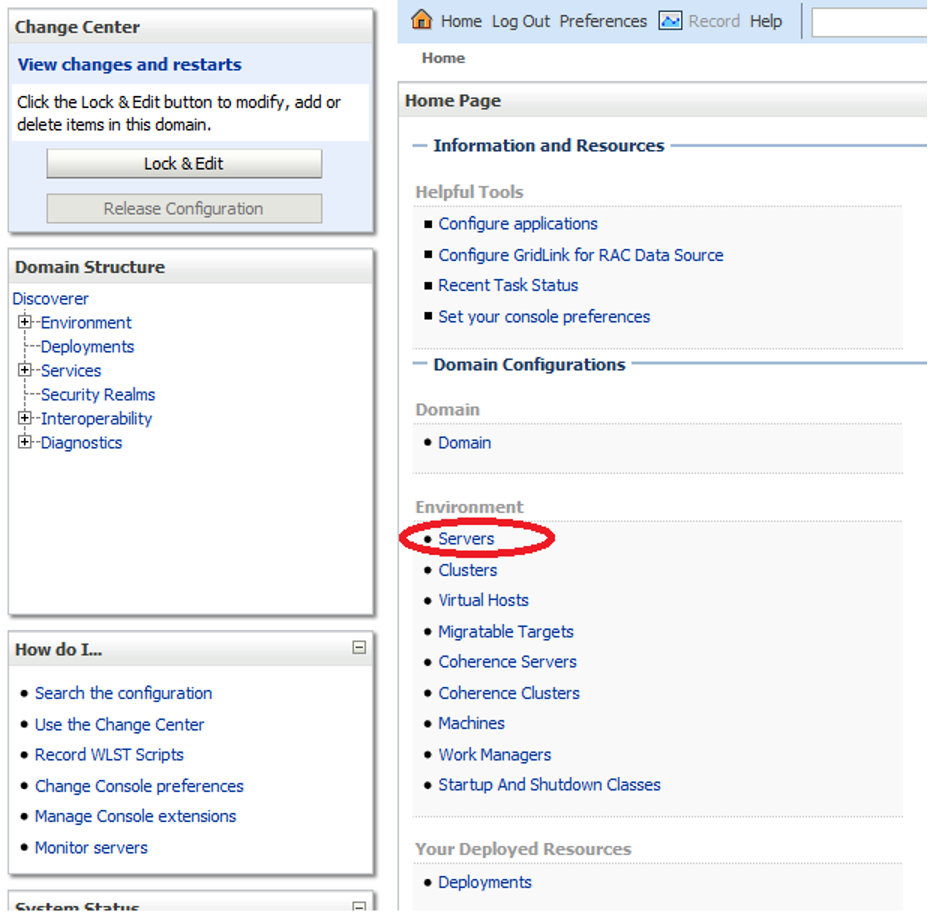 Change Center
View changes and restarts
Click the Lock & Edit button to modify, add or
delete items in this domain.
Lock & Edit
Release Configuration
Domain Structure
Discoverer
Environment
Deployments
Services
Security Realms
Interoperability
Diagnostics
How do I...
Search the configuration
Use the Change Center
Record WLST Scripts
Change Console preferences
Manage Console extensions
Monitor servers
System Status
Home Log Out Preferences Record Help
Home
Home Page
Information and Resources
Helpful Tools
Configure applications
Configure GridLink for RAC Data Source
Recent Task Status
Set your console preferences
Domain Configurations
Domain
Domain
Environment
Servers
Clusters
Virtual Hosts
Migratable Targets
Coherence Servers
Coherence Clusters
Machines
Work Managers
Startup And Shutdown Classes
Your Deployed Resources
Deployments